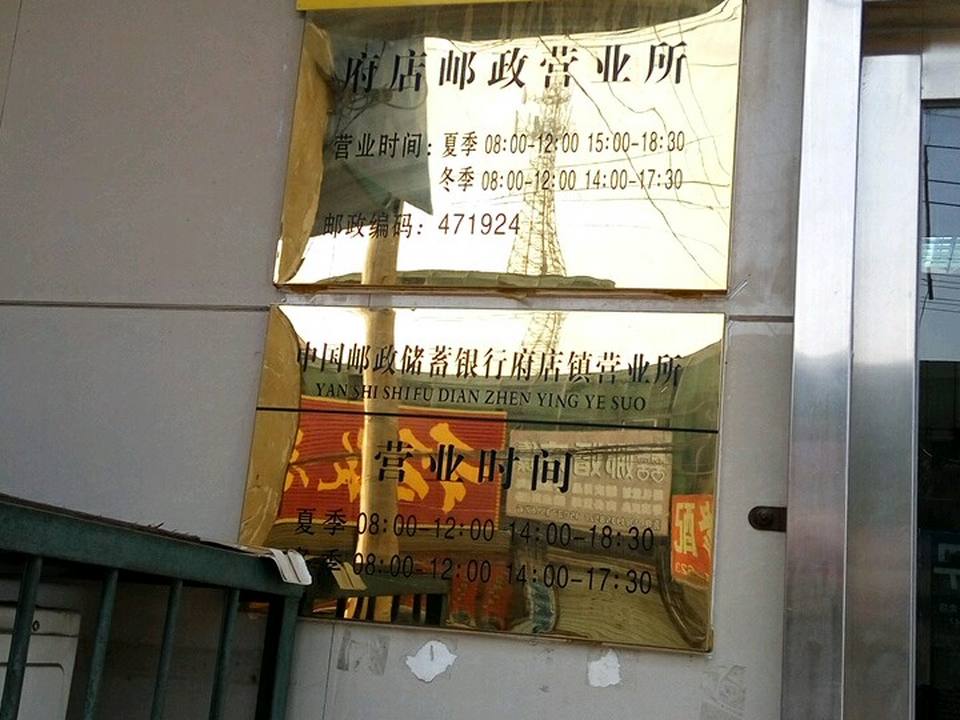 府店邮政营业所
营业时间：夏季 08:00-12:00 15:00-18:30
冬季 08:00-12:00 14:00-17:30
邮政编码：471924
中国邮政储蓄银行府店镇营业所
YAN SHI SHI FU DIAN ZHEN YING YE SUO
营业时间
夏季 08:00-12:00 14:00-18:30
冬季 08:00-12:00 14:00-17:30